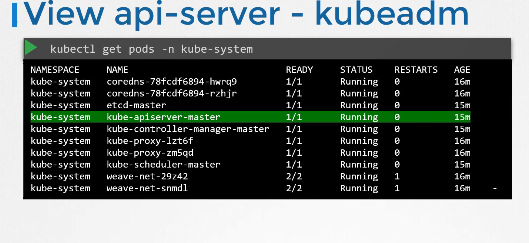 View api-server - kubeadm
kubectl get pods -n kube-system
NAMESPACE NAME READY STATUS RESTARTS AGE
kube-system coredns-78fcdf6894-hwrq9 1/1 Running 0 16m
kube-system coredns-78fcdf6894-rzhjr 1/1 Running 0 16m
kube-system etcd-master 1/1 Running 0 15m
kube-system kube-apiserver-master 1/1 Running 0 15m
kube-system kube-controller-manager-master 1/1 Running 0 15m
kube-system kube-proxy-lzt6f 1/1 Running 0 16m
kube-system kube-proxy-zm5qd 1/1 Running 0 16m
kube-system kube-scheduler-master 1/1 Running 0 15m
kube-system weave-net-29z42 2/2 Running 1 16m
kube-system weave-net-snmdl 2/2 Running 1 16m -